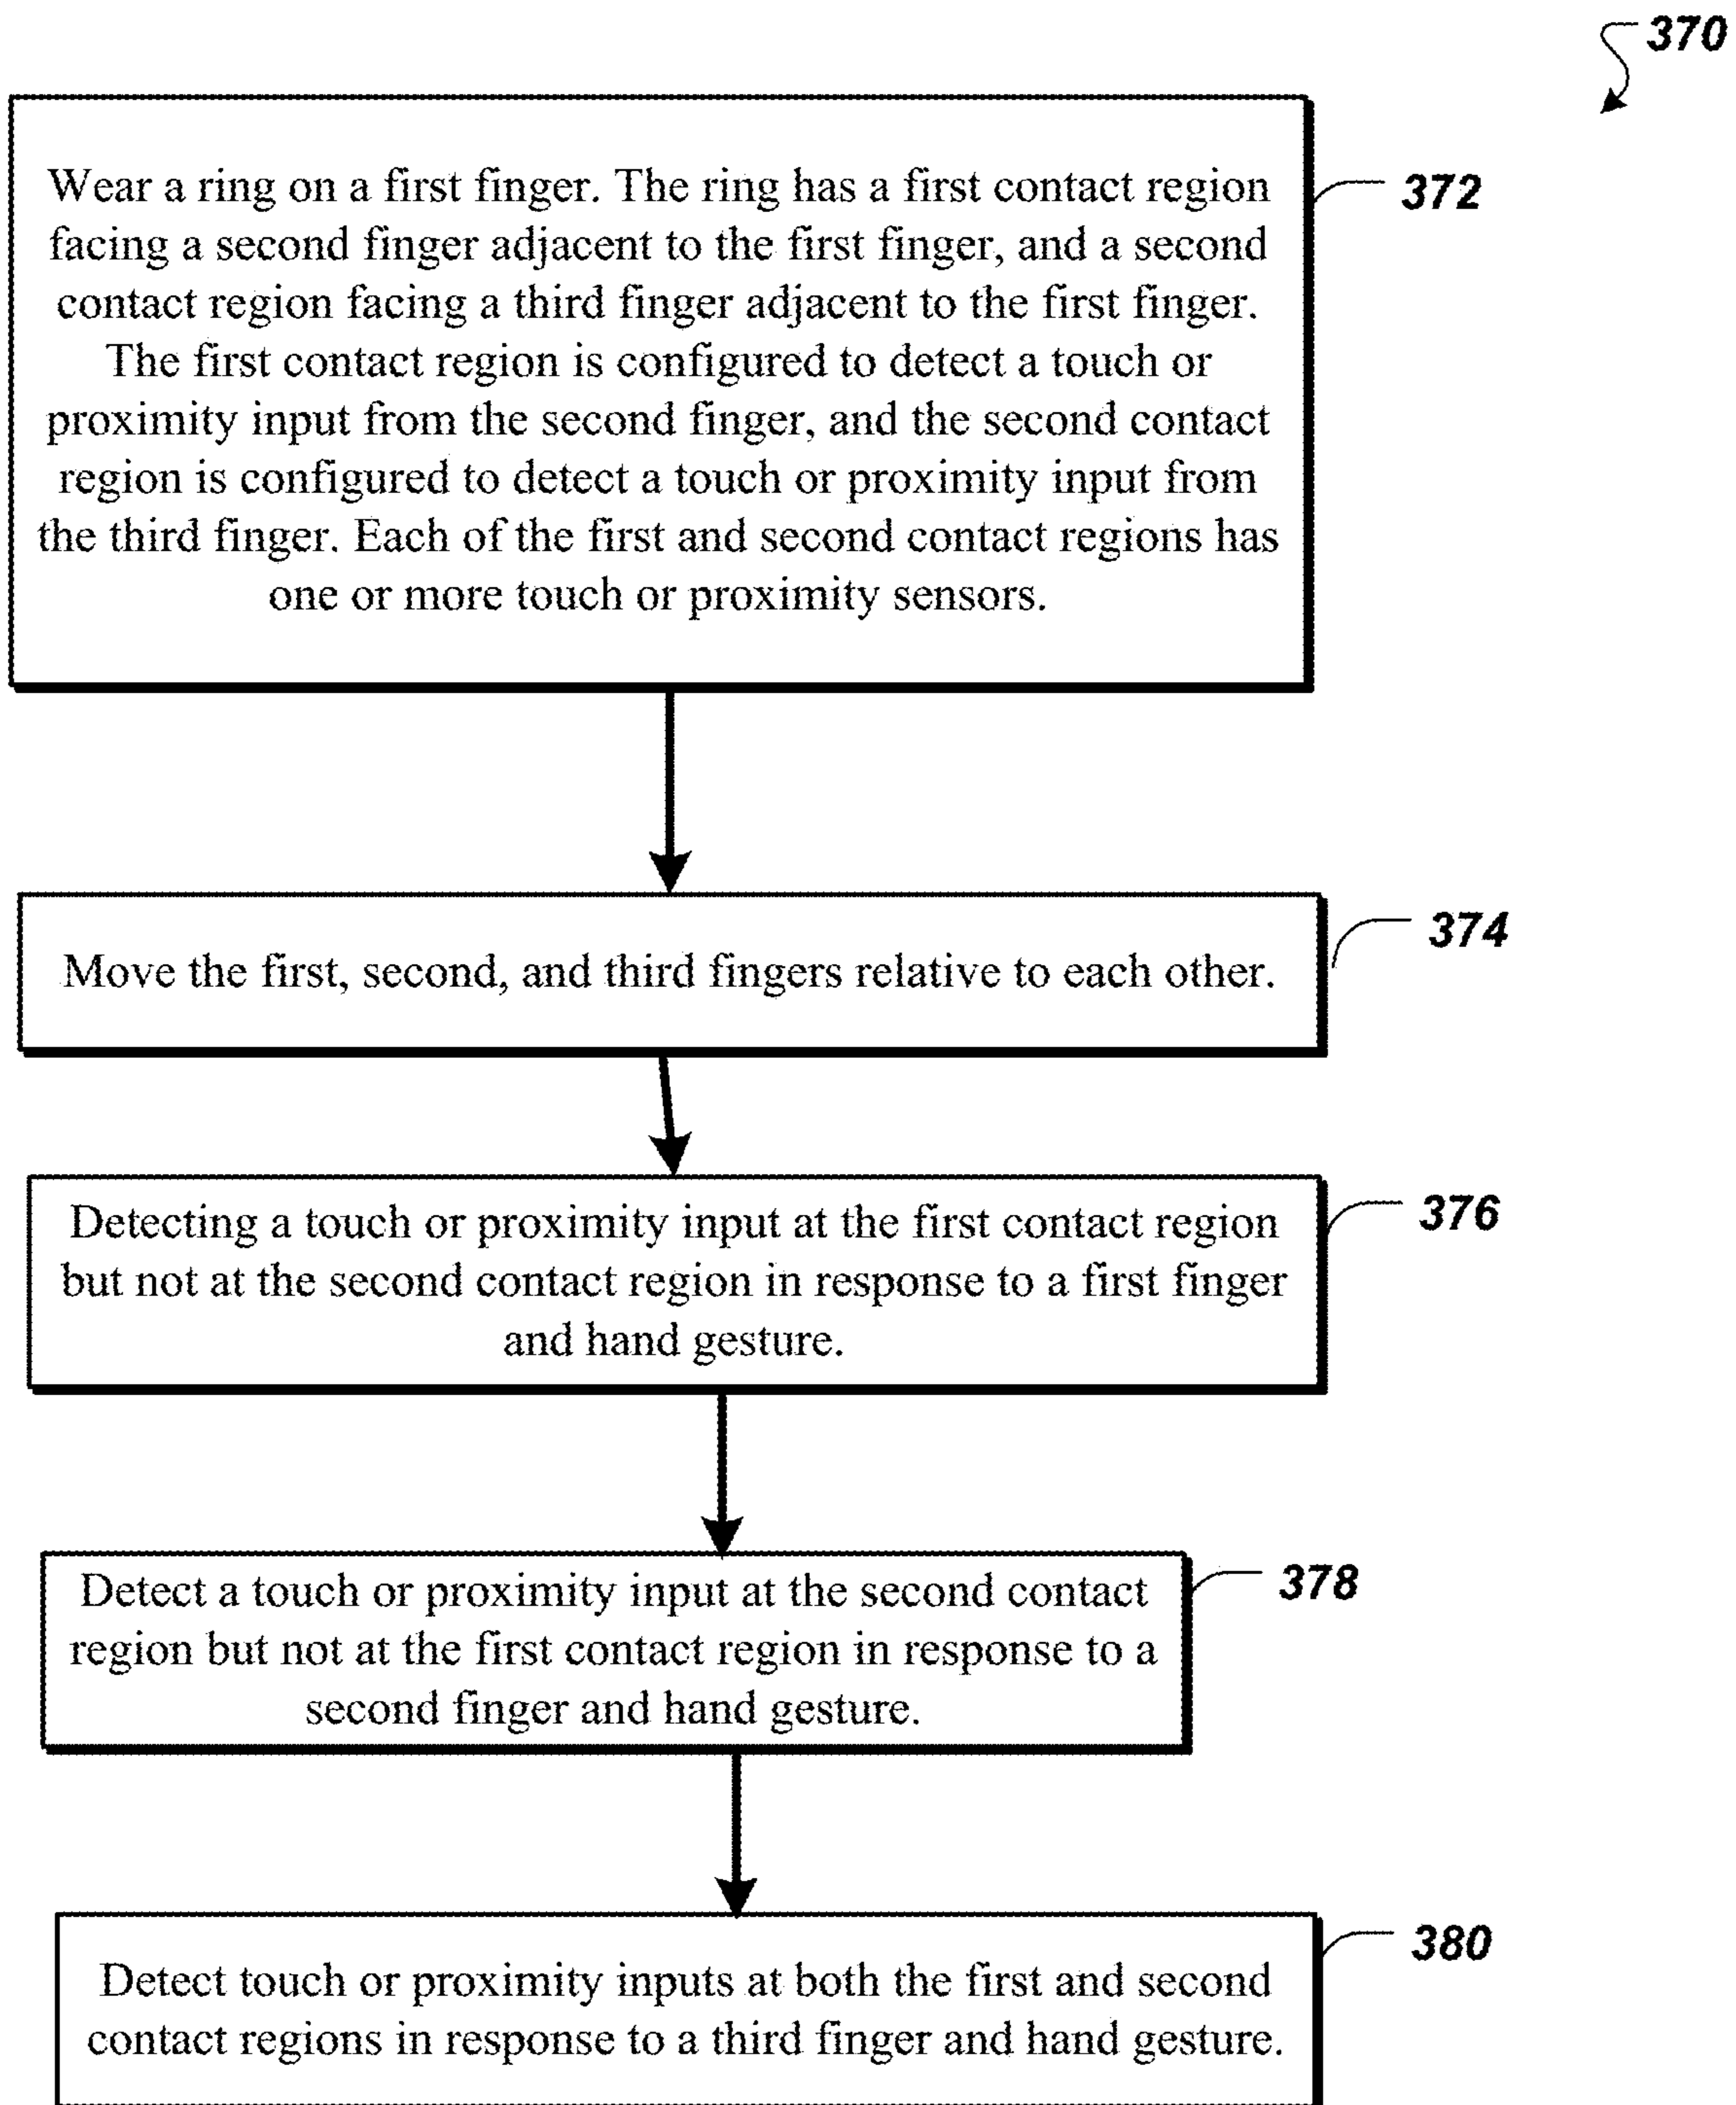 370
Wear a ring on a first finger. The ring has a first contact region
facing a second finger adjacent to the first finger, and a second
contact region facing a third finger adjacent to the first finger.
The first contact region is configured to detect a touch or
proximity input from the second finger, and the second contact
region is configured to detect a touch or proximity input from
the third finger. Each of the first and second contact regions has
one or more touch or proximity sensors.
372
Move the first, second, and third fingers relative to each other.
374
Detecting a touch or proximity input at the first contact region
but not at the second contact region in response to a first finger
and hand gesture.
376
Detect a touch or proximity input at the second contact
region but not at the first contact region in response to a
second finger and hand gesture.
378
Detect touch or proximity inputs at both the first and second
contact regions in response to a third finger and hand gesture.
380